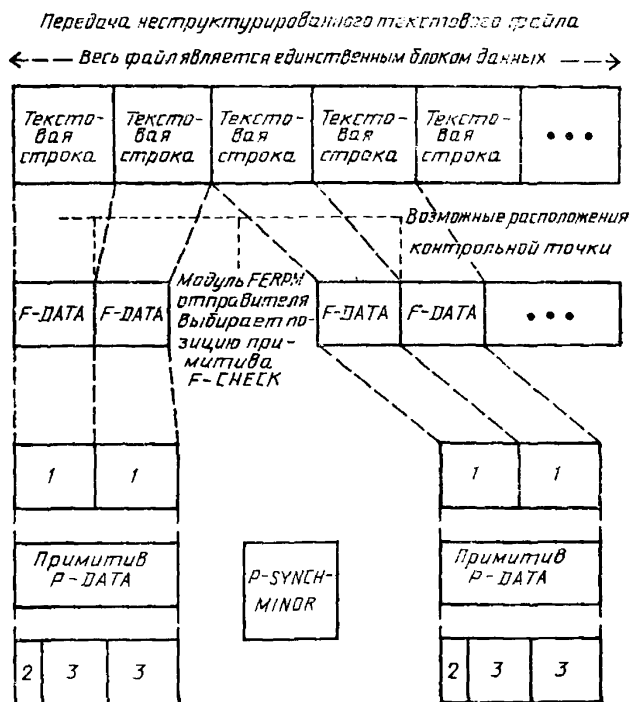 Передача неструктурированного текстового файла
Весь файл является единственным блоком данных
Тексто- Тексто- Тексто- Тексто- Тексто-
вая вая вая вая вая
строка строка строка строка строка
• • •
Возможные расположения
контрольной точки
F-DATA F-DATA
Модуль FERPM
отправителя
выбирает по-
зицию при-
митива
F-CHECK
F-DATA F-DATA • • •
1 1 1 1
Примитив
P-DATA
P-SYNCH-
MINOR
Примитив
P-DATA
2 3 3 2 3 3